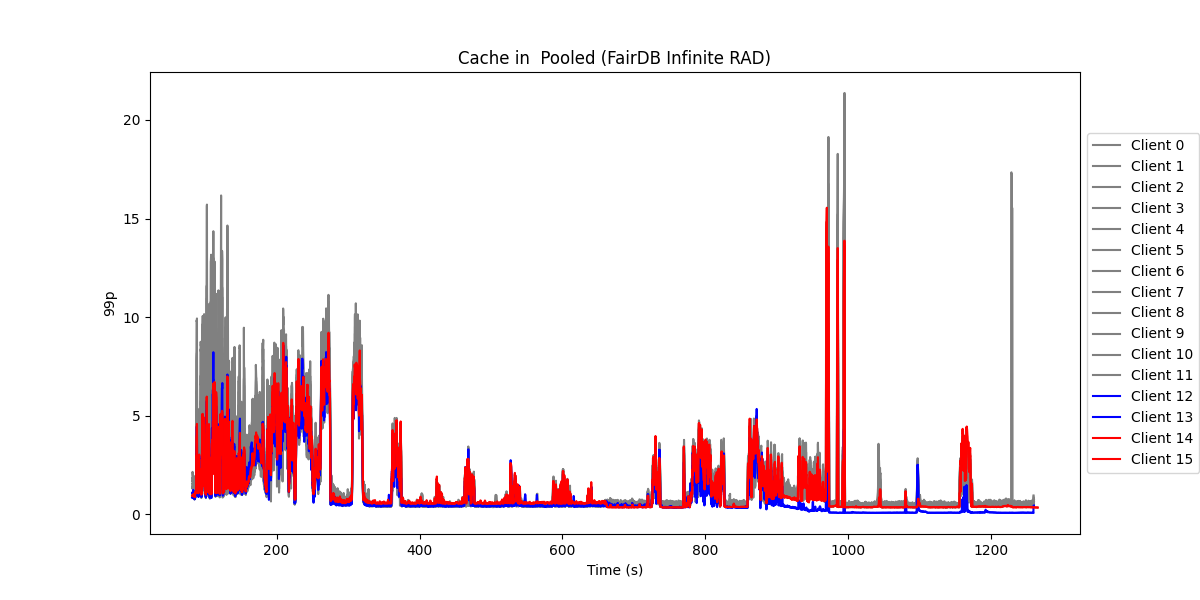 Cache in  Pooled (FairDB Infinite RAD)
99p
20
15
10
5
0
200 400 600 800 1000 1200
Time (s)
Client 0
Client 1
Client 2
Client 3
Client 4
Client 5
Client 6
Client 7
Client 8
Client 9
Client 10
Client 11
Client 12
Client 13
Client 14
Client 15